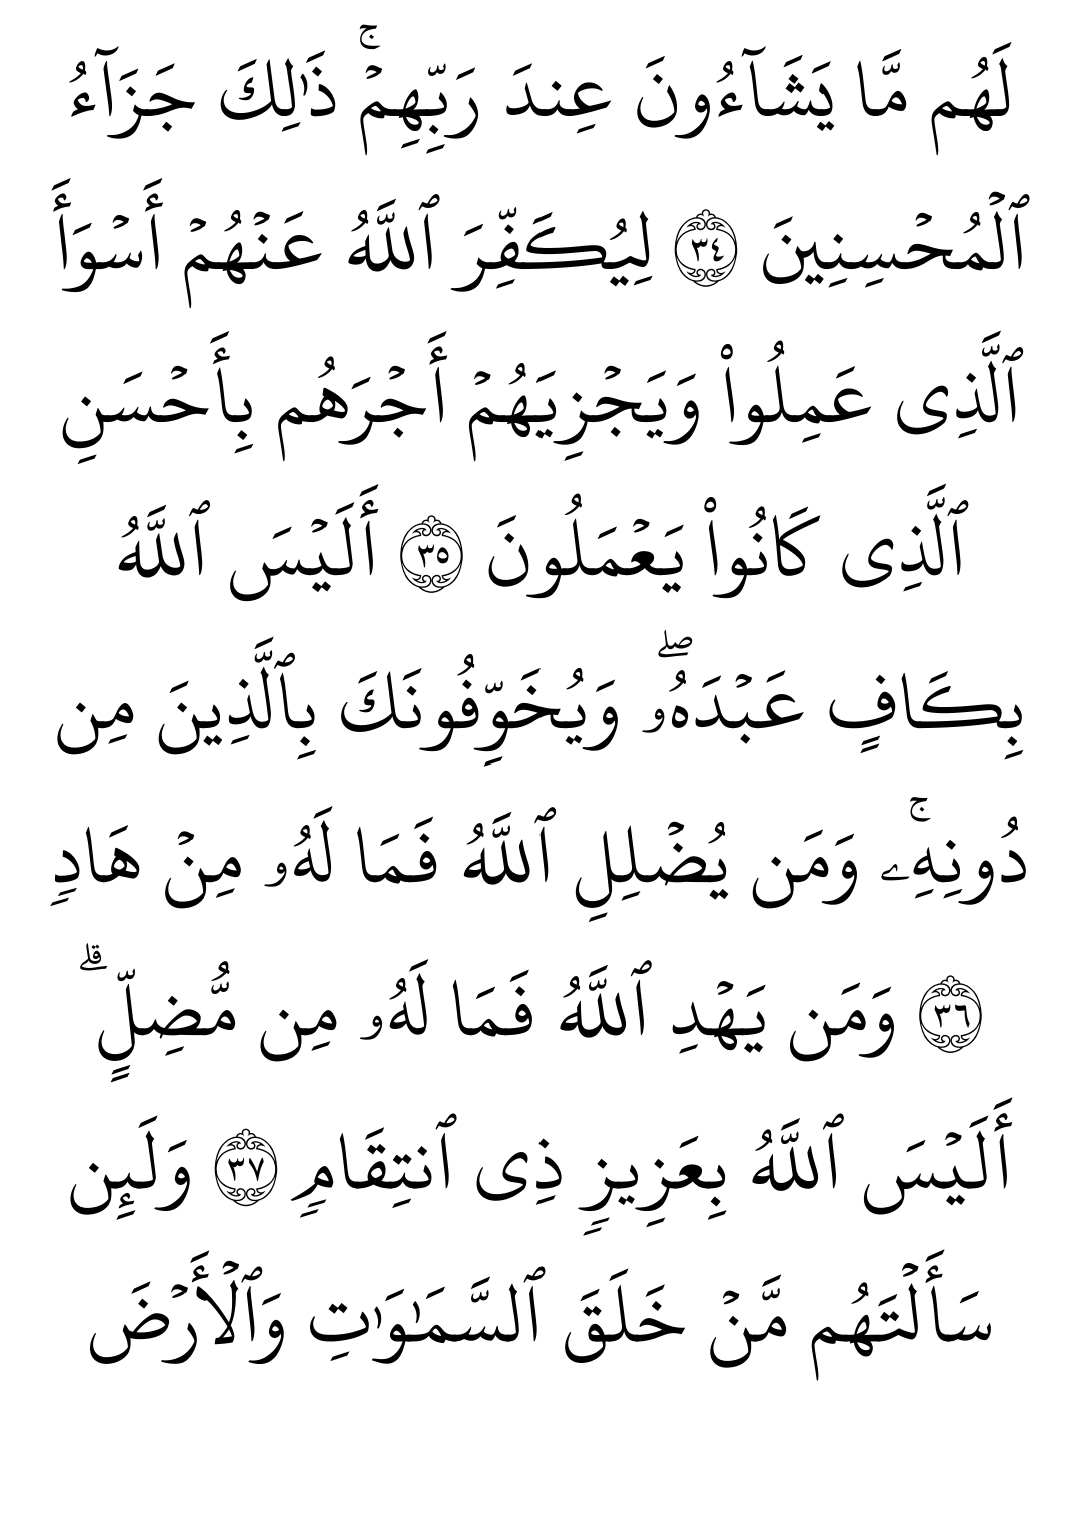 لَهُم مَّا يَشَآءُونَ عِندَ رَبِّهِمْۚ ذَٰلِكَ جَزَآءُ
ٱلْمُحْسِنِينَ ٣٤ لِيُكَفِّرَ ٱللَّهُ عَنْهُمْ أَسْوَأَ
ٱلَّذِى عَمِلُوا۟ وَيَجْزِيَهُمْ أَجْرَهُم بِأَحْسَنِ
ٱلَّذِى كَانُوا۟ يَعْمَلُونَ ٣٥ أَلَيْسَ ٱللَّهُ
بِكَافٍ عَبْدَهُۥۖ وَيُخَوِّفُونَكَ بِٱلَّذِينَ مِن
دُونِهِۦۚ وَمَن يُضْلِلِ ٱللَّهُ فَمَا لَهُۥ مِنْ هَادٍ
٣٦ وَمَن يَهْدِ ٱللَّهُ فَمَا لَهُۥ مِن مُّضِلٍّۗ
أَلَيْسَ ٱللَّهُ بِعَزِيزٍ ذِى ٱنتِقَامٍ ٣٧ وَلَئِن
سَأَلْتَهُم مَّنْ خَلَقَ ٱلسَّمَٰوَٰتِ وَٱلْأَرْضَ